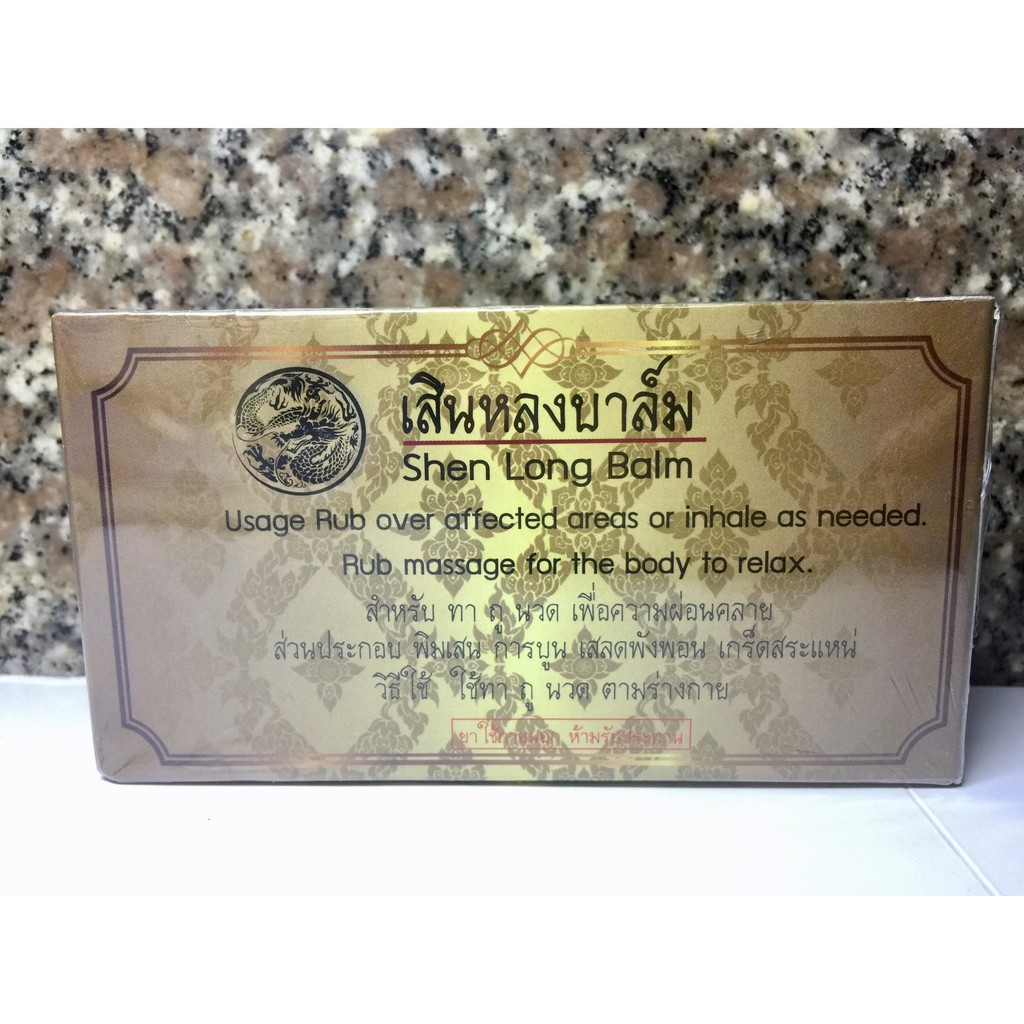 เสินหลงบาล์ม
Shen Long Balm
Usage Rub over affected areas or inhale as needed.
Rub massage for the body to relax.
สำหรับ ทา ถู นวด เพื่อความผ่อนคลาย
ส่วนประกอบ พิมเสน การบูน เสลดพังพอน เกร็ดสระแหน่
วิธีใช้ ใช้ทา ถู นวด ตามร่างกาย
ยาใช้ภายนอก ห้ามรับประทาน